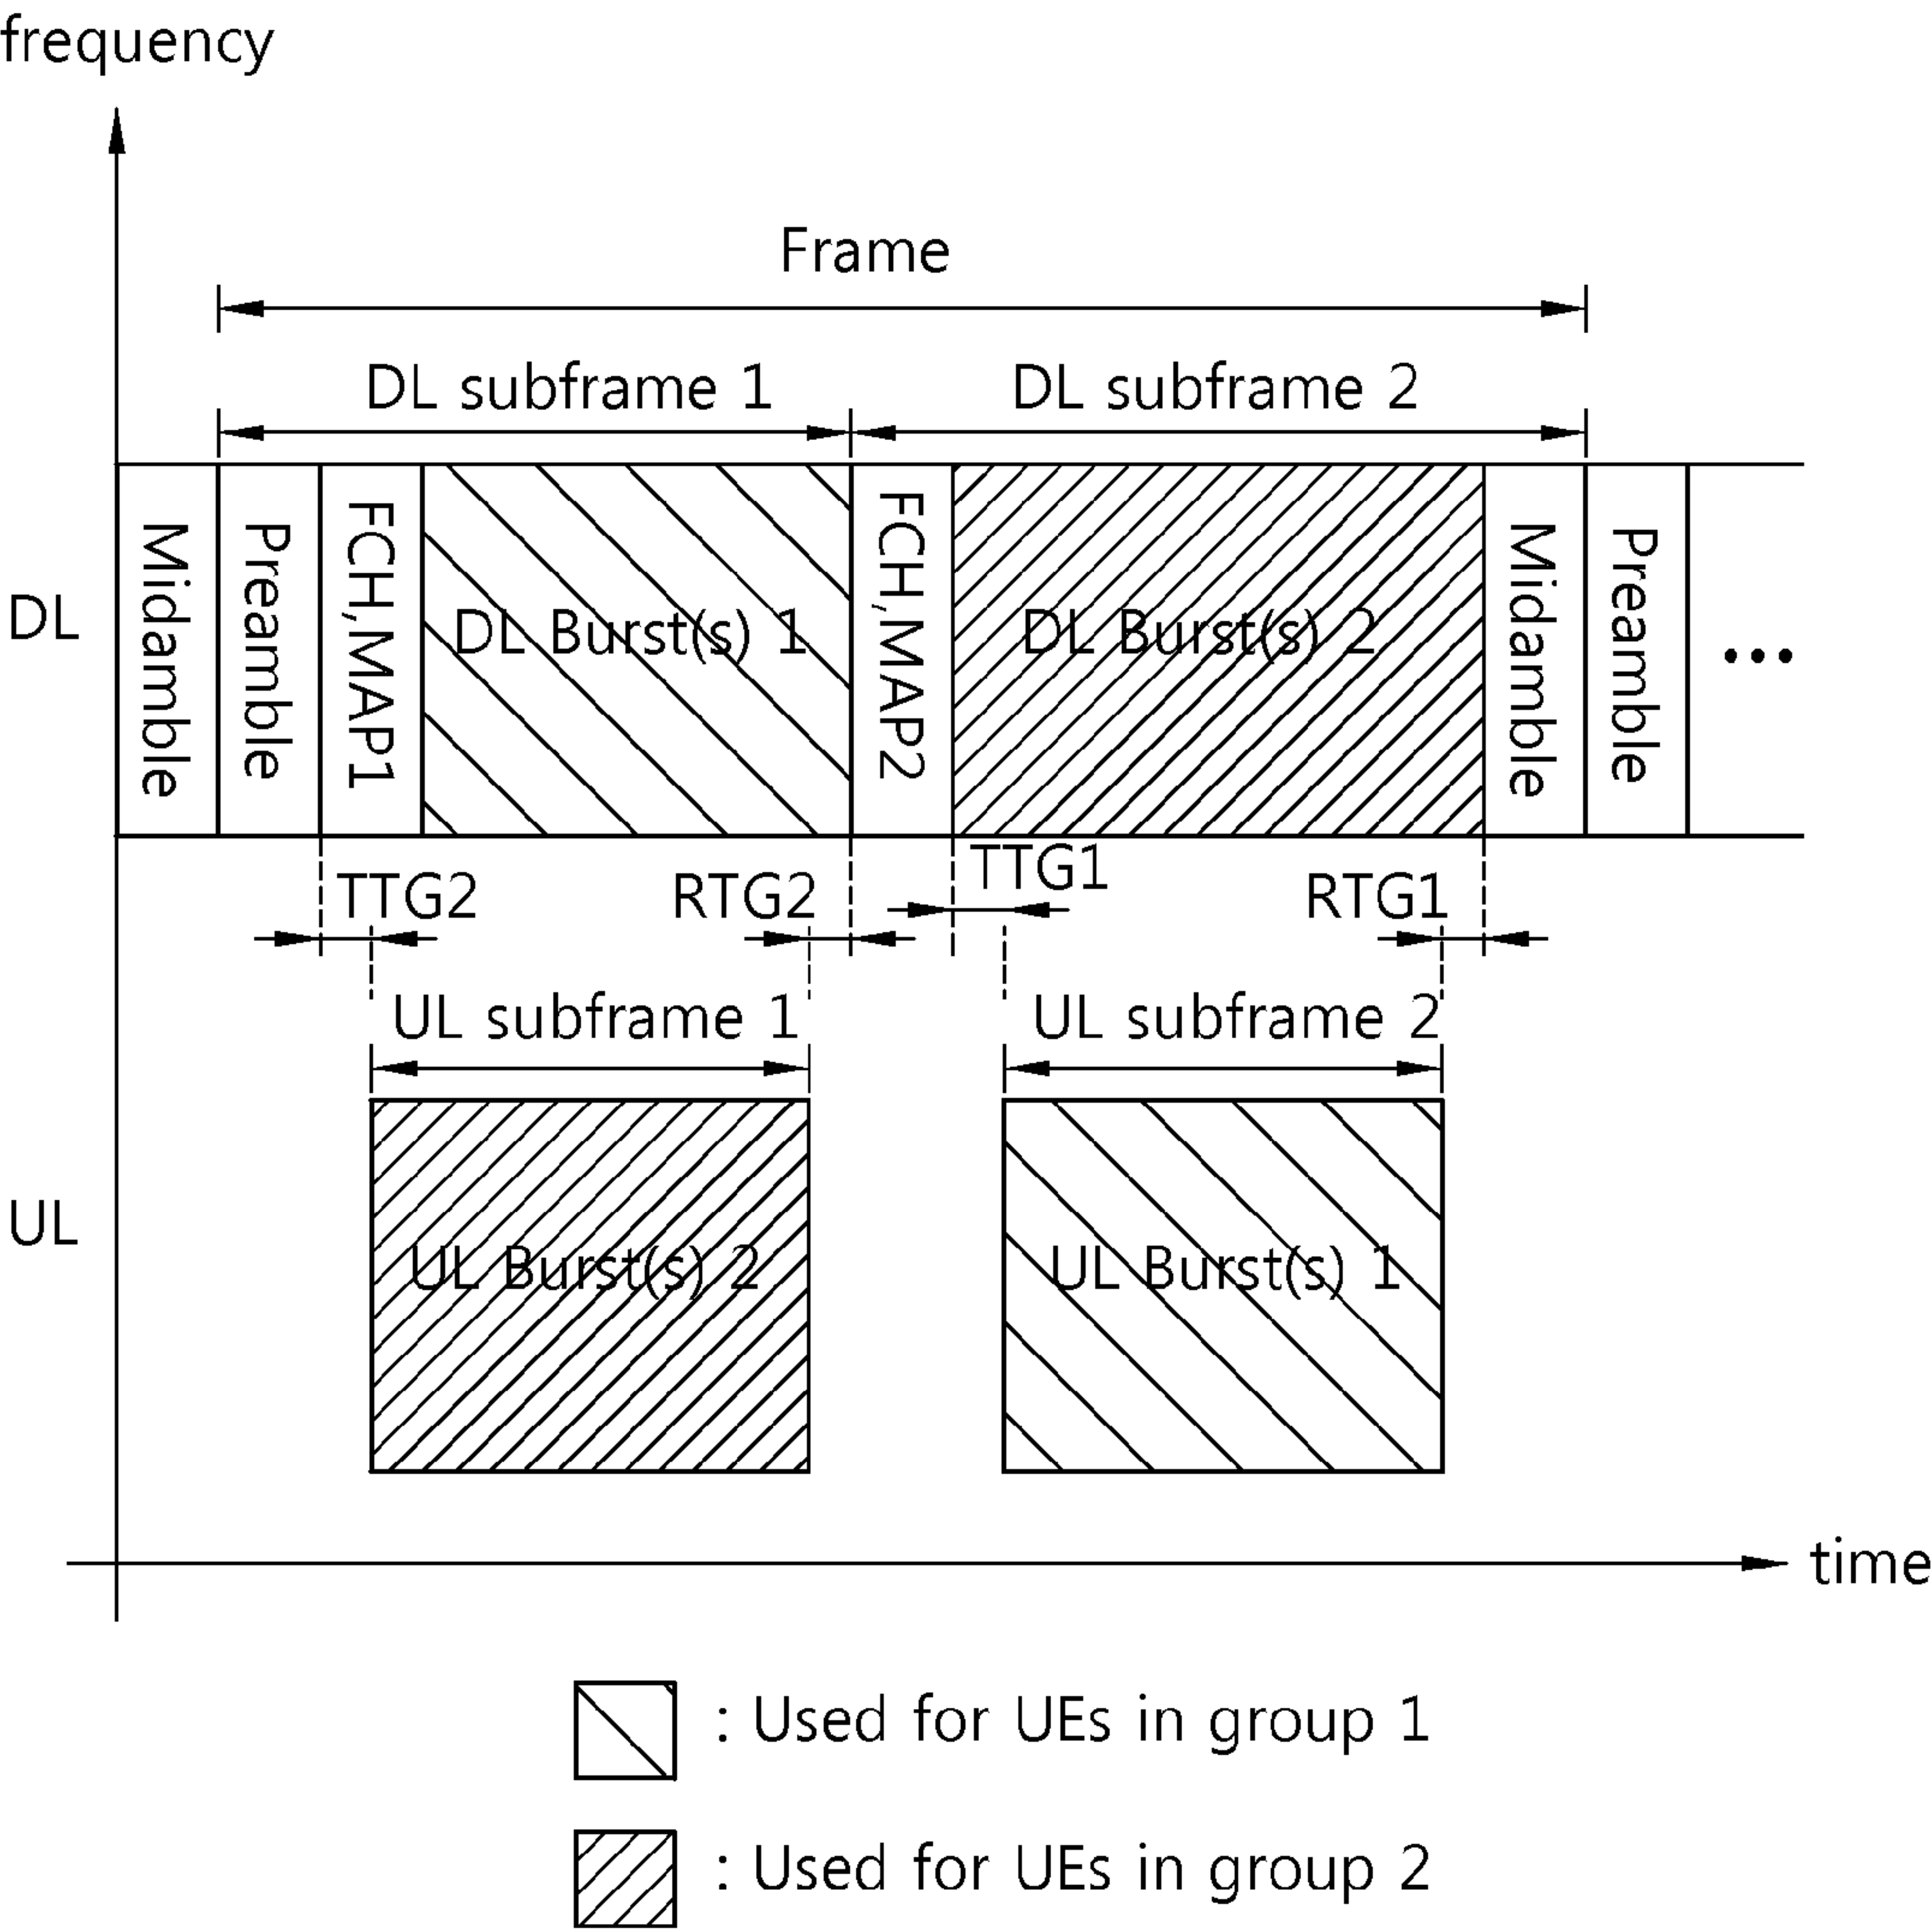 frequency
Frame
DL subframe 1
DL subframe 2
DL
Midamble
Preamble
FCH,MAP1
DL Burst(s) 1
FCH,MAP2
DL Burst(s) 2
Midamble
Preamble
•••
TTG2
RTG2
TTG1
RTG1
UL subframe 1
UL subframe 2
UL
UL Burst(s) 2
UL Burst(s) 1
time
: Used for UEs in group 1
: Used for UEs in group 2